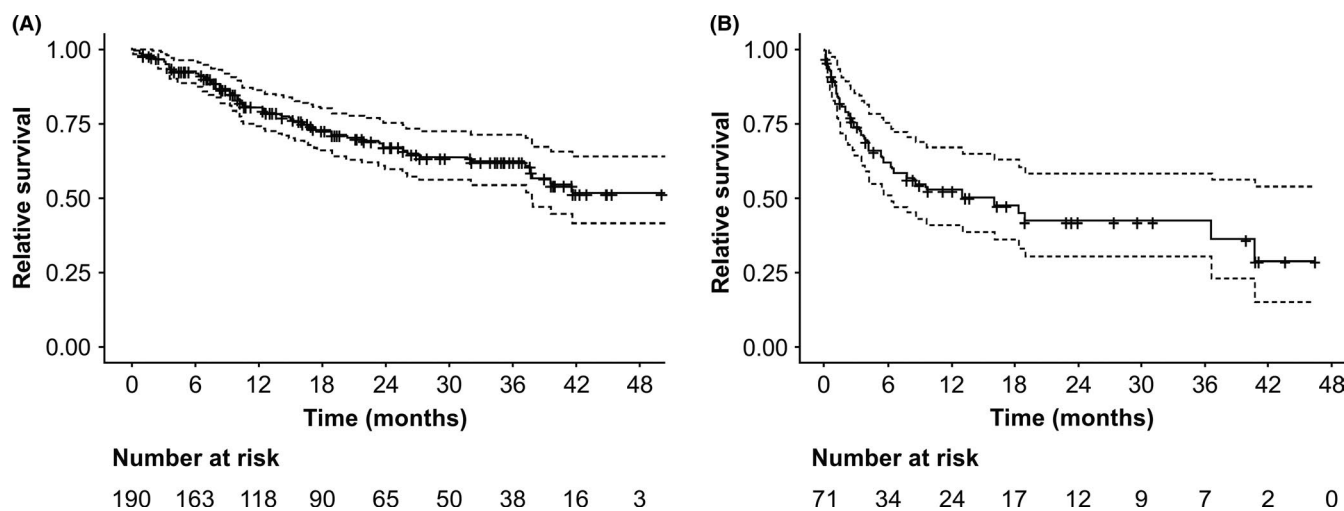 (A)
Relative survival
1.00
0.75
0.50
0.25
0.00
0 6 12 18 24 30 36 42 48
Time (months)
Number at risk
190 163 118 90 65 50 38 16 3
(B)
Relative survival
1.00
0.75
0.50
0.25
0.00
0 6 12 18 24 30 36 42 48
Time (months)
Number at risk
71 34 24 17 12 9 7 2 0